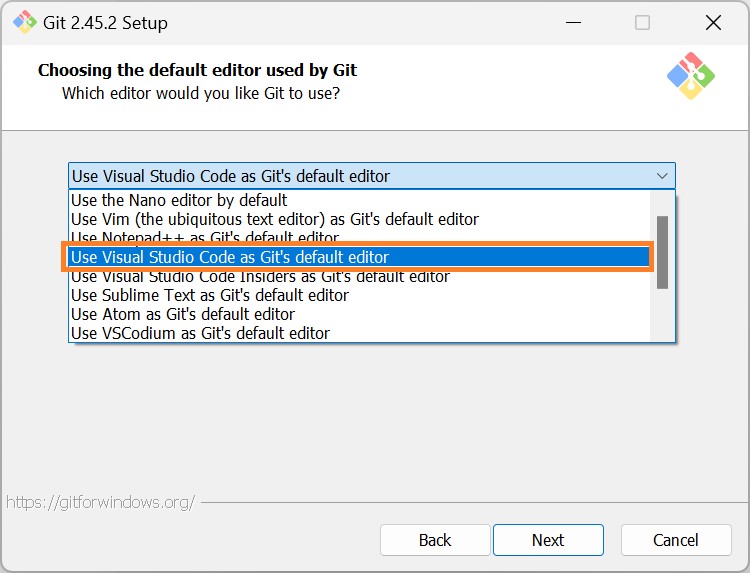 Git 2.45.2 Setup
Choosing the default editor used by Git
Which editor would you like Git to use?
Use Visual Studio Code as Git's default editor
Use the Nano editor by default
Use Vim (the ubiquitous text editor) as Git's default editor
Use Notepad++ as Git's default editor
Use Visual Studio Code as Git's default editor
Use Visual Studio Code Insiders as Git's default editor
Use Sublime Text as Git's default editor
Use Atom as Git's default editor
Use VSCodium as Git's default editor
https://gitforwindows.org/
Back Next Cancel